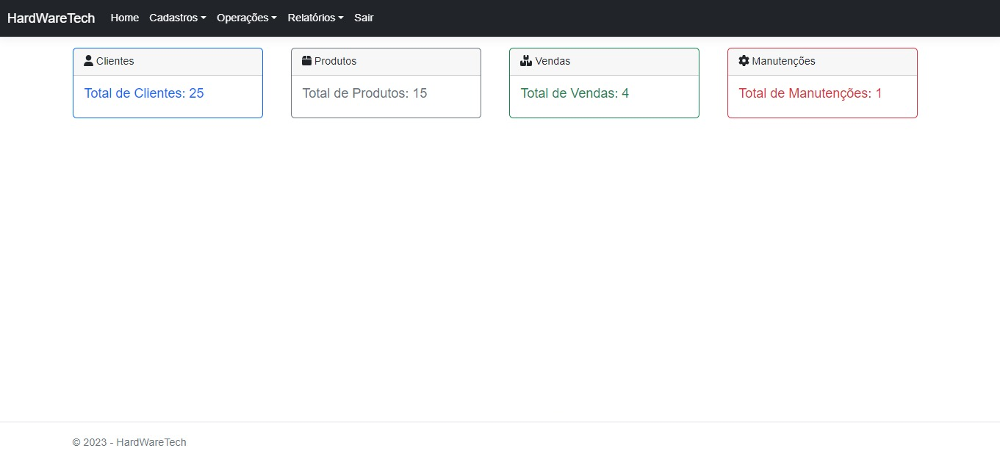 HardWareTech Home Cadastros Operações Relatórios Sair
Clientes
Total de Clientes: 25
Produtos
Total de Produtos: 15
Vendas
Total de Vendas: 4
Manutenções
Total de Manutenções: 1
© 2023 - HardWareTech